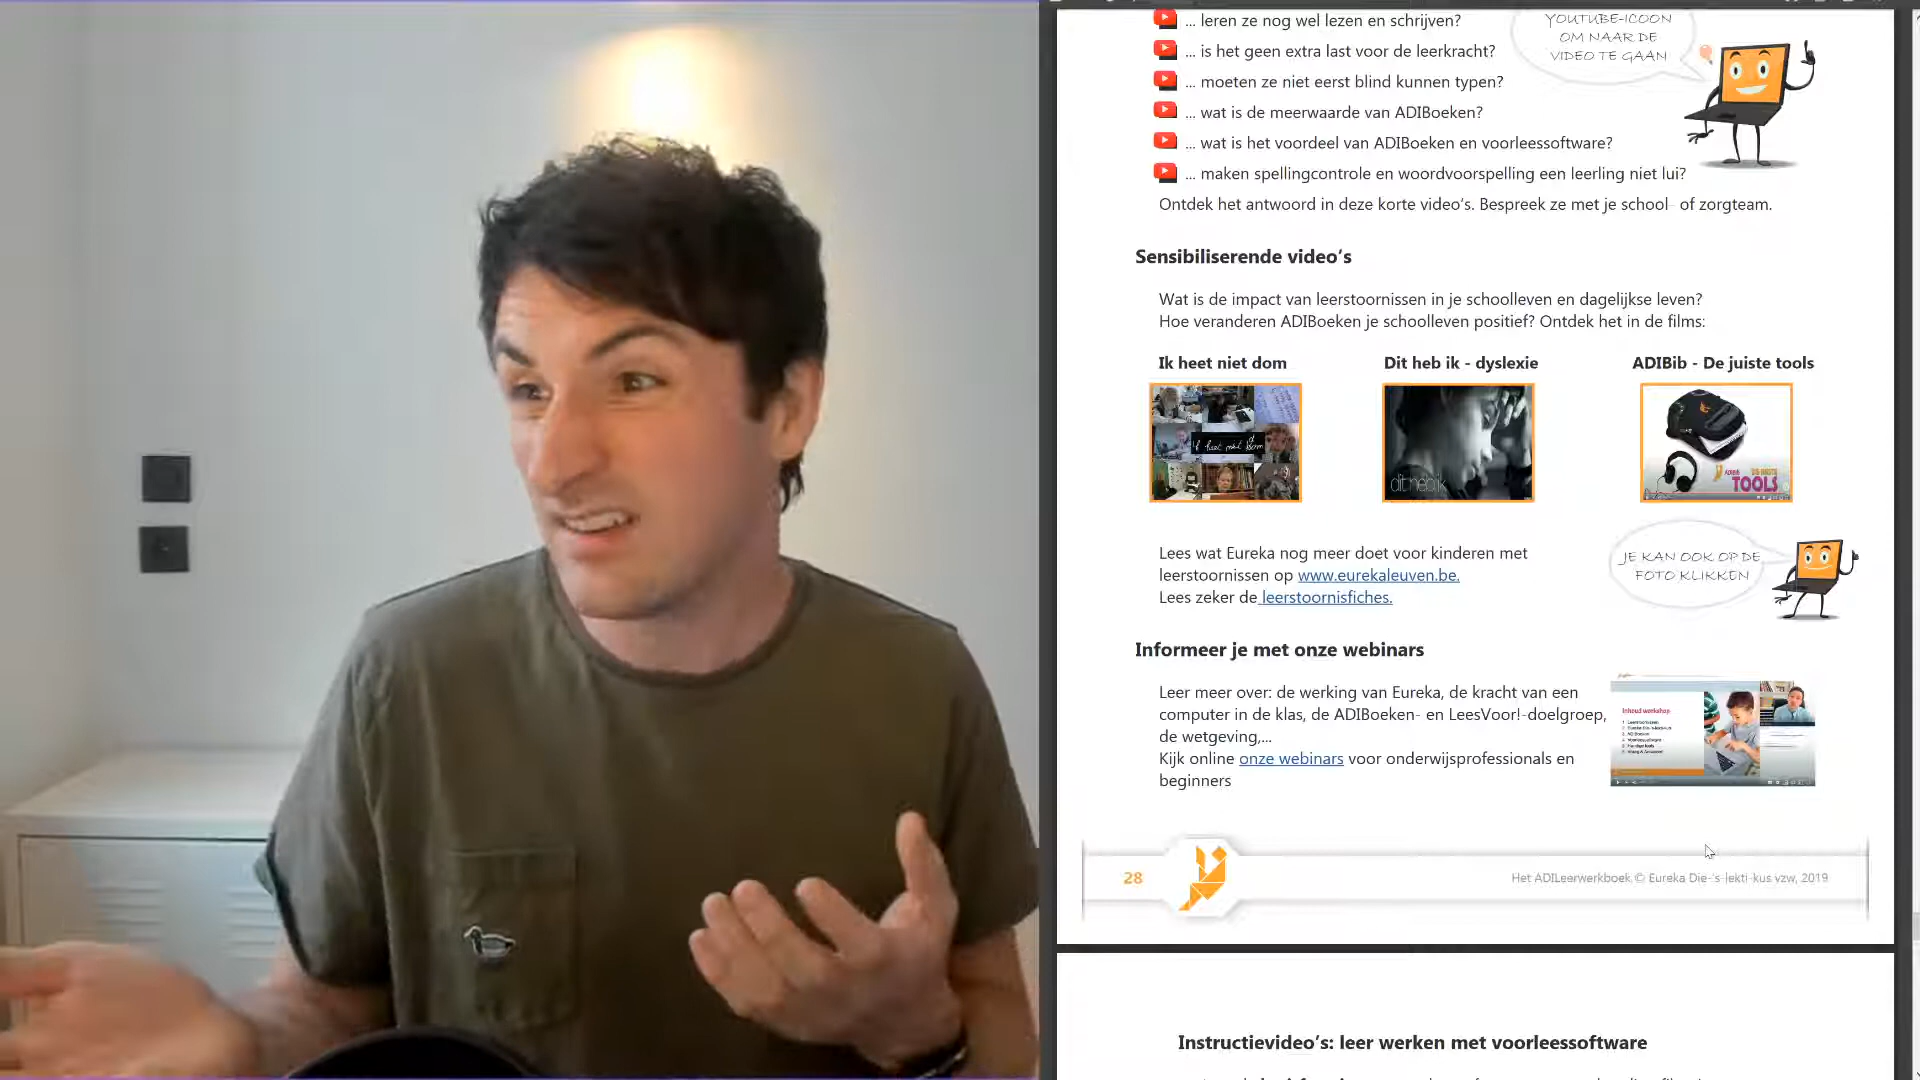 ... leren ze nog wel lezen en schrijven?
... is het geen extra last voor de leerkracht?
... moeten ze niet eerst blind kunnen typen?
... wat is de meerwaarde van ADIBoeken?
... wat is het voordeel van ADIBoeken en voorleessoftware?
... maken spellingcontrole en woordvoorspelling een leerling niet lui?
YOUTUBE-ICOON
OM NAAR DE
VIDEO TE GAAN
Ontdek het antwoord in deze korte video's. Bespreek ze met je school- of zorgteam.
Sensibiliserende video's
Wat is de impact van leerstoornissen in je schoolleven en dagelijkse leven?
Hoe veranderen ADIBoeken je schoolleven positief? Ontdek het in de films:
Ik heet niet dom
Dit heb ik - dyslexie
ADIBib - De juiste tools
ik heet niet dom
dit heb ik
ADIBIB DE JUISTE
TOOLS
Lees wat Eureka nog meer doet voor kinderen met
leerstoornissen op www.eurekaleuven.be.
Lees zeker de leerstoornisfiches.
JE KAN OOK OP DE
FOTO KLIKKEN
Informeer je met onze webinars
Leer meer over: de werking van Eureka, de kracht van een
computer in de klas, de ADIBoeken- en LeesVoor!-doelgroep,
de wetgeving,...
Kijk online onze webinars voor onderwijsprofessionals en
beginners
Inhoud workshop
28
Het ADILeerwerkboek © Eureka Die-'s-lekti-kus vzw, 2019
Instructievideo's: leer werken met voorleessoftware